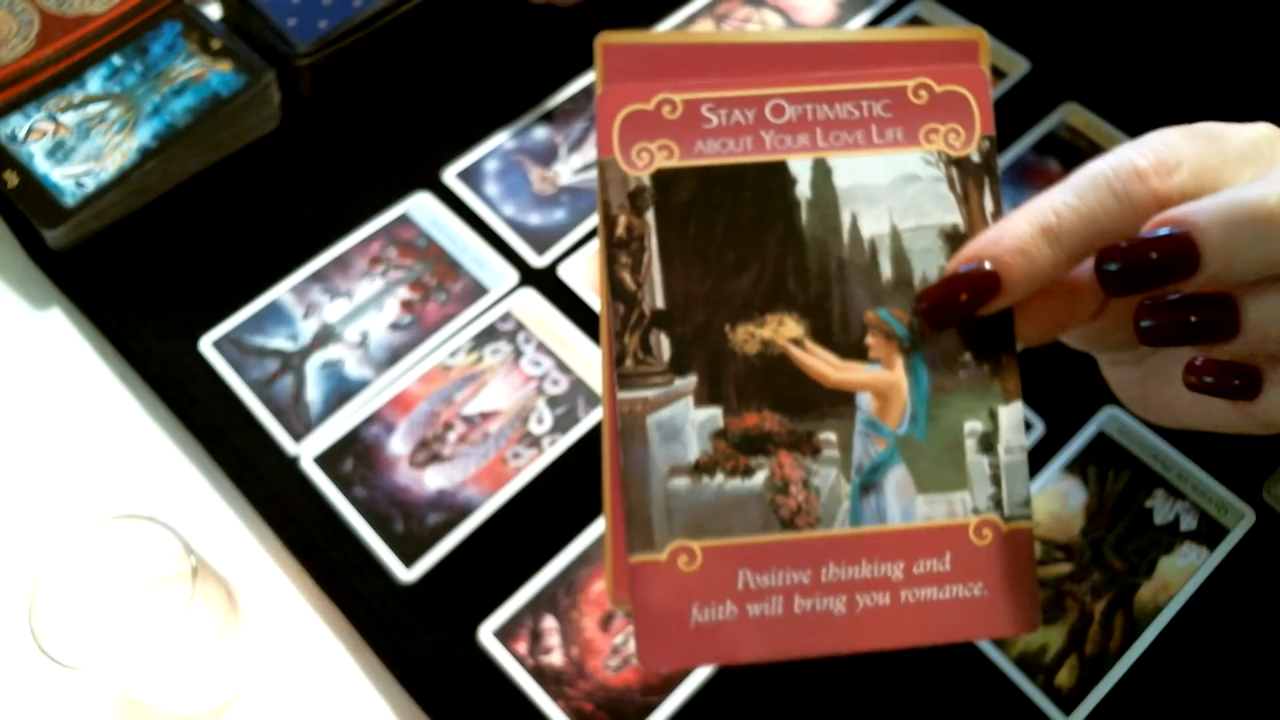 STAY OPTIMISTIC
ABOUT YOUR LOVE LIFE
Positive thinking and
faith will bring you romance.